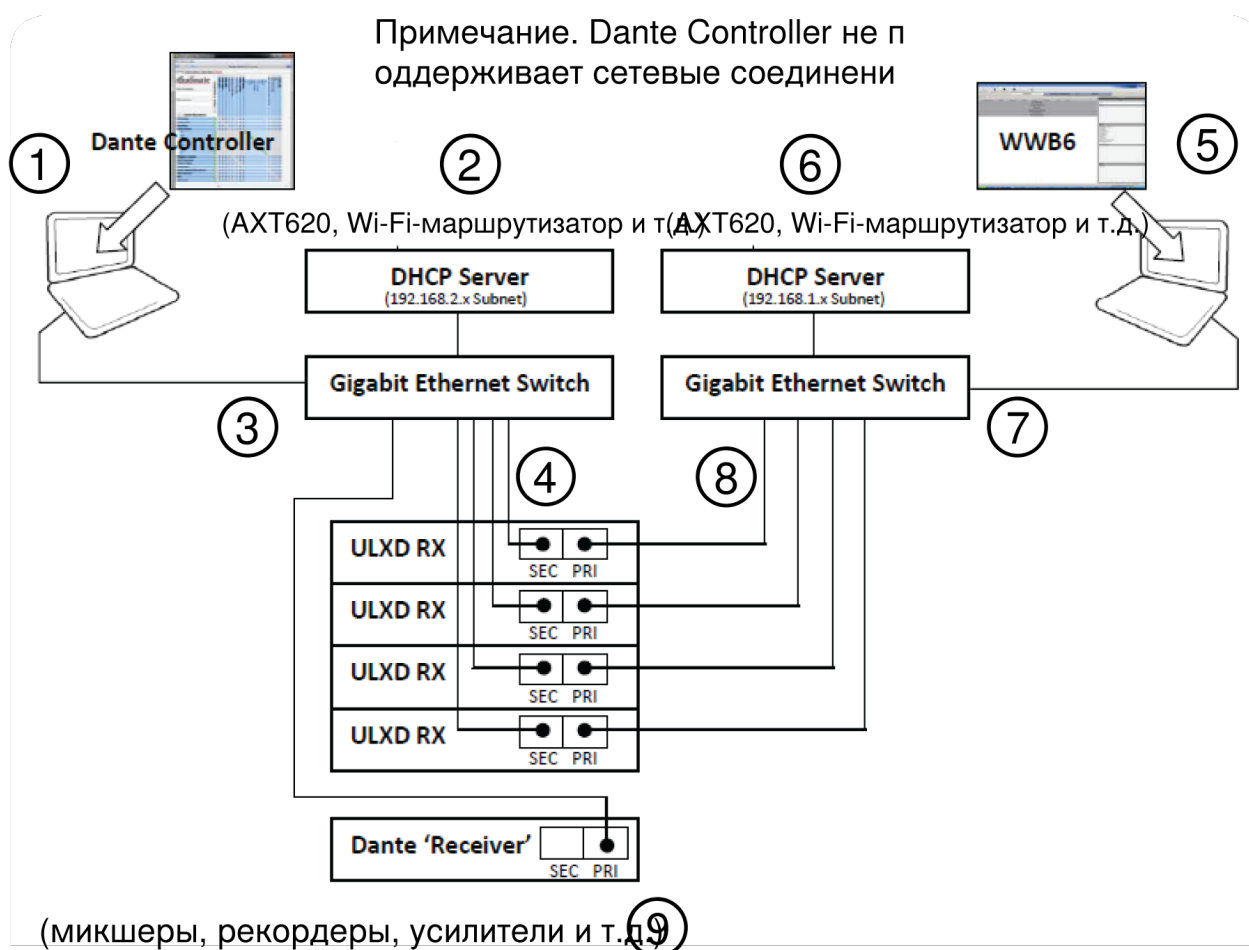 Примечание. Dante Controller не п
оддерживает сетевые соединени
Dante Controller
WWB6
1
2
6
5
(AXT620, Wi-Fi-маршрутизатор и т.д.)
(AXT620, Wi-Fi-маршрутизатор и т.д.)
DHCP Server
(192.168.2.x Subnet)
DHCP Server
(192.168.1.x Subnet)
Gigabit Ethernet Switch
Gigabit Ethernet Switch
3
7
4
8
ULXD RX
SEC PRI
ULXD RX
SEC PRI
ULXD RX
SEC PRI
ULXD RX
SEC PRI
Dante ‘Receiver’
SEC PRI
(микшеры, рекордеры, усилители и т.д.)
9